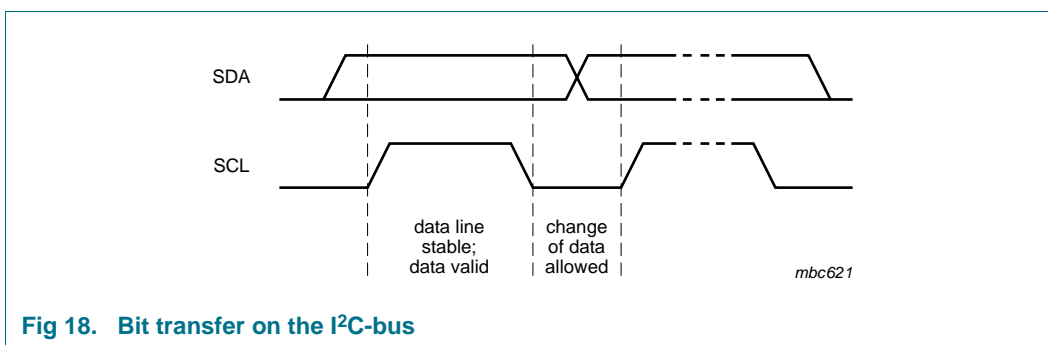 SDA
SCL
data line
stable;
data valid
change
of data
allowed
mbc621
Fig 18. Bit transfer on the I²C-bus